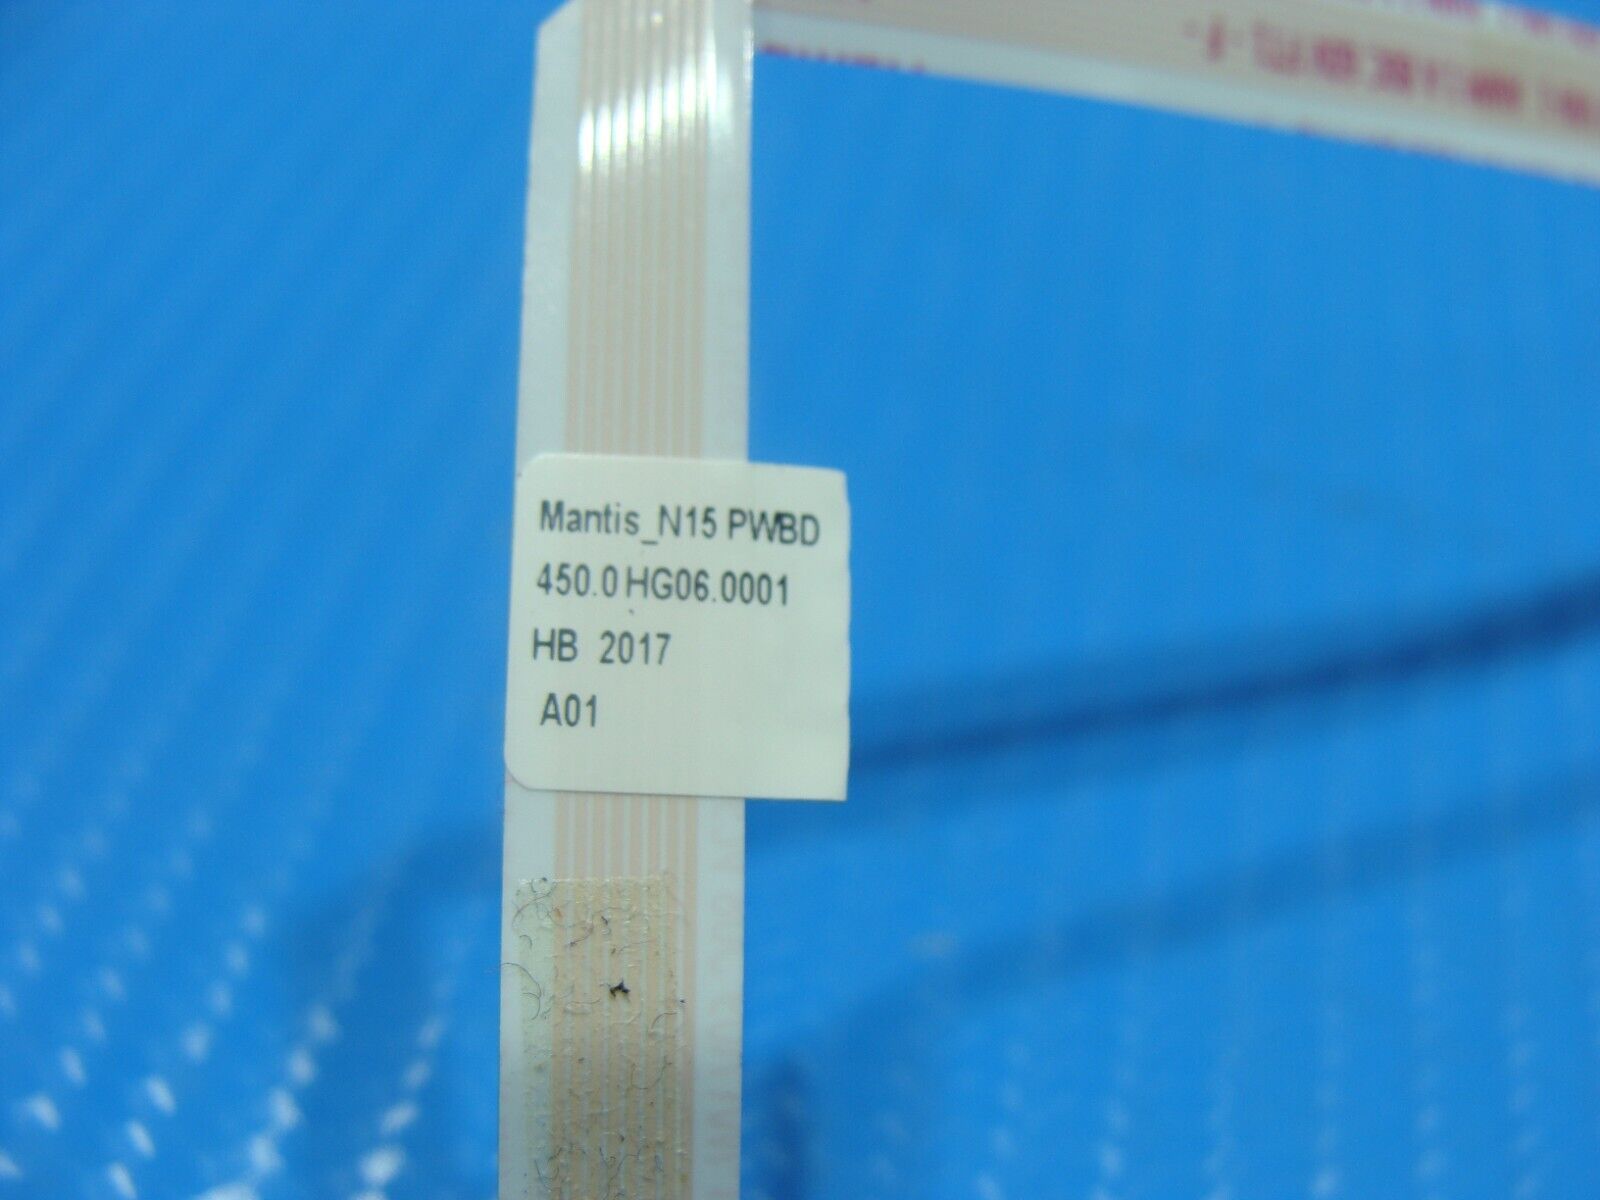 Mantis_N15 PWBD
450.0HG06.0001
HB 2017
A01